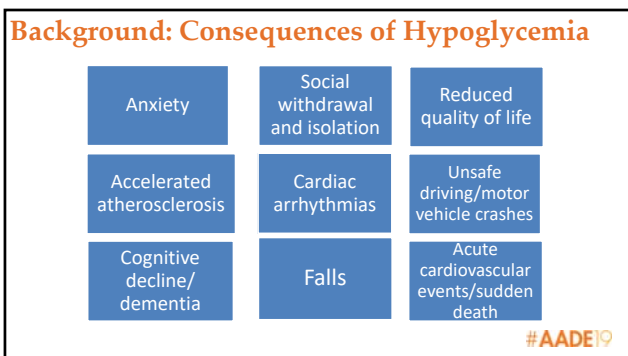 Background: Consequences of Hypoglycemia
Anxiety
Social
withdrawal
and isolation
Reduced
quality of life
Accelerated
atherosclerosis
Cardiac
arrhythmias
Unsafe
driving/motor
vehicle crashes
Cognitive
decline/
dementia
Falls
Acute
cardiovascular
events/sudden
death
#AADE19